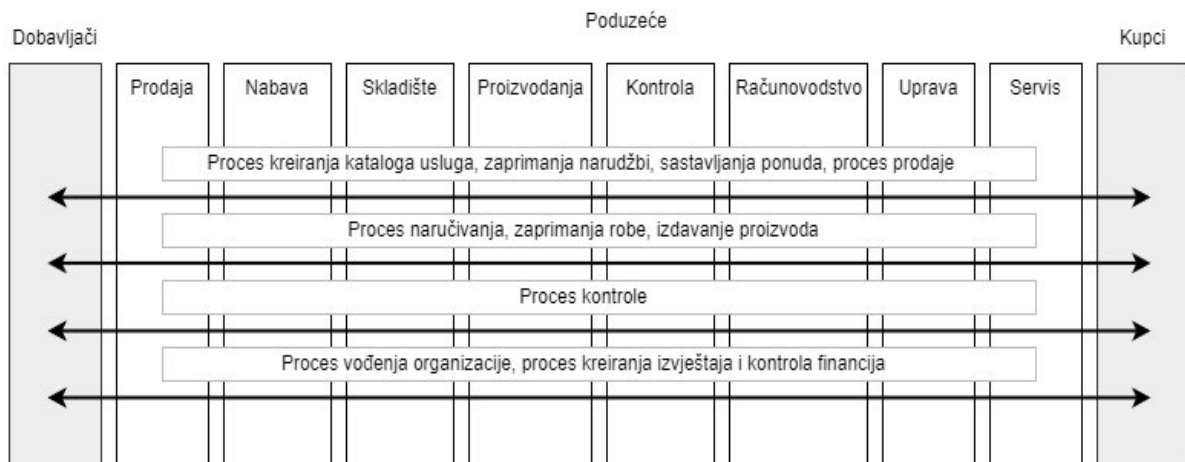 Poduzeće
Dobavljači
Kupci
Prodaja
Nabava
Skladište
Proizvodanja
Kontrola
Računovodstvo
Uprava
Servis
Proces kreiranja kataloga usluga, zaprimanja narudžbi, sastavljanja ponuda, proces prodaje
Proces naručivanja, zaprimanja robe, izdavanje proizvoda
Proces kontrole
Proces vođenja organizacije, proces kreiranja izvještaja i kontrola financija